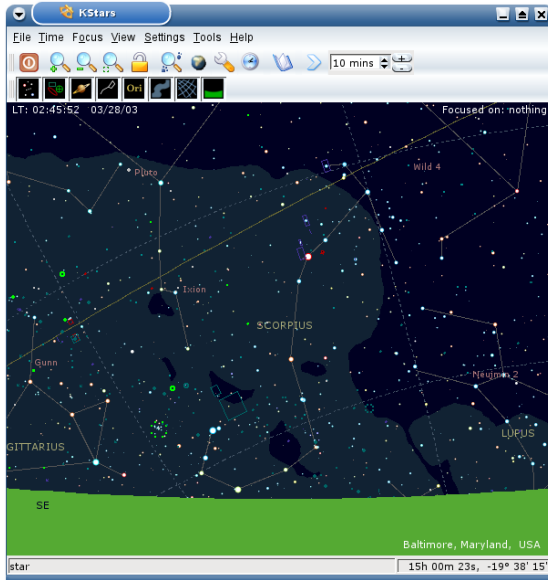 KStars
File Time Focus View Settings Tools Help
10 mins
Ori
LT: 02:45:52 03/28/03 Focused on: nothing
Pluto
Wild 4
Ixion
SCORPIUS
Gunn
Neujmin 2
GITTARIUS
LUPUS
SE
Baltimore, Maryland, USA
star 15h 00m 23s, -19° 38' 15"